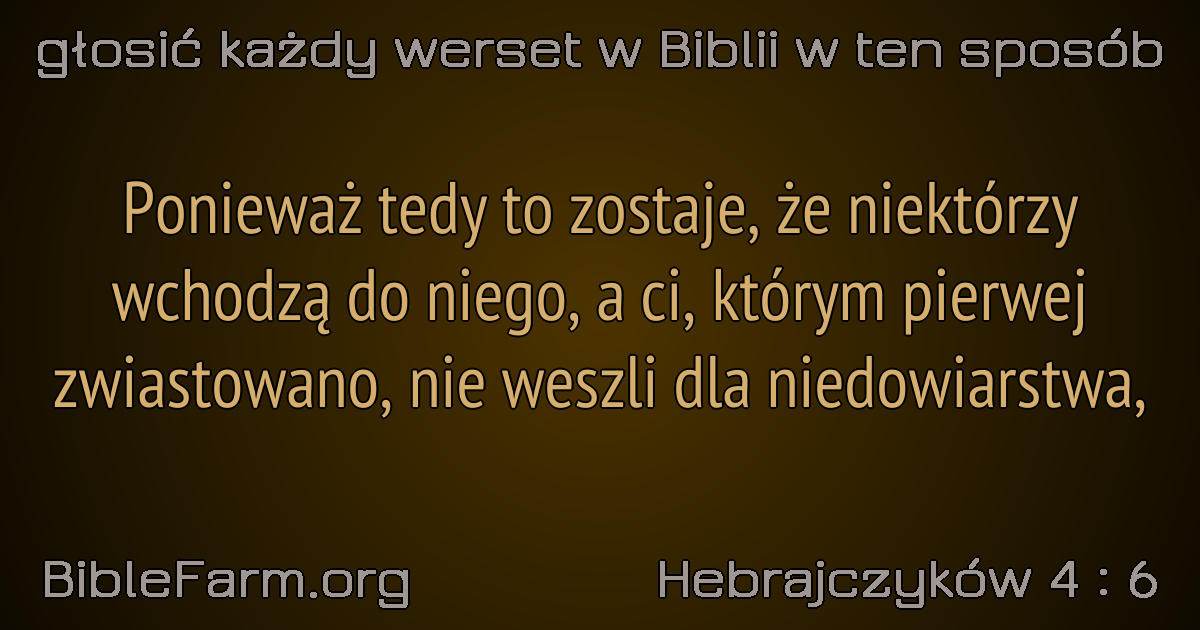 głosić każdy werset w Biblii w ten sposób
Ponieważ tedy to zostaje, że niektórzy
wchodzą do niego, a ci, którym pierwej
zwiastowano, nie weszli dla niedowiarstwa,
BibleFarm.org
Hebrajczyków 4 : 6